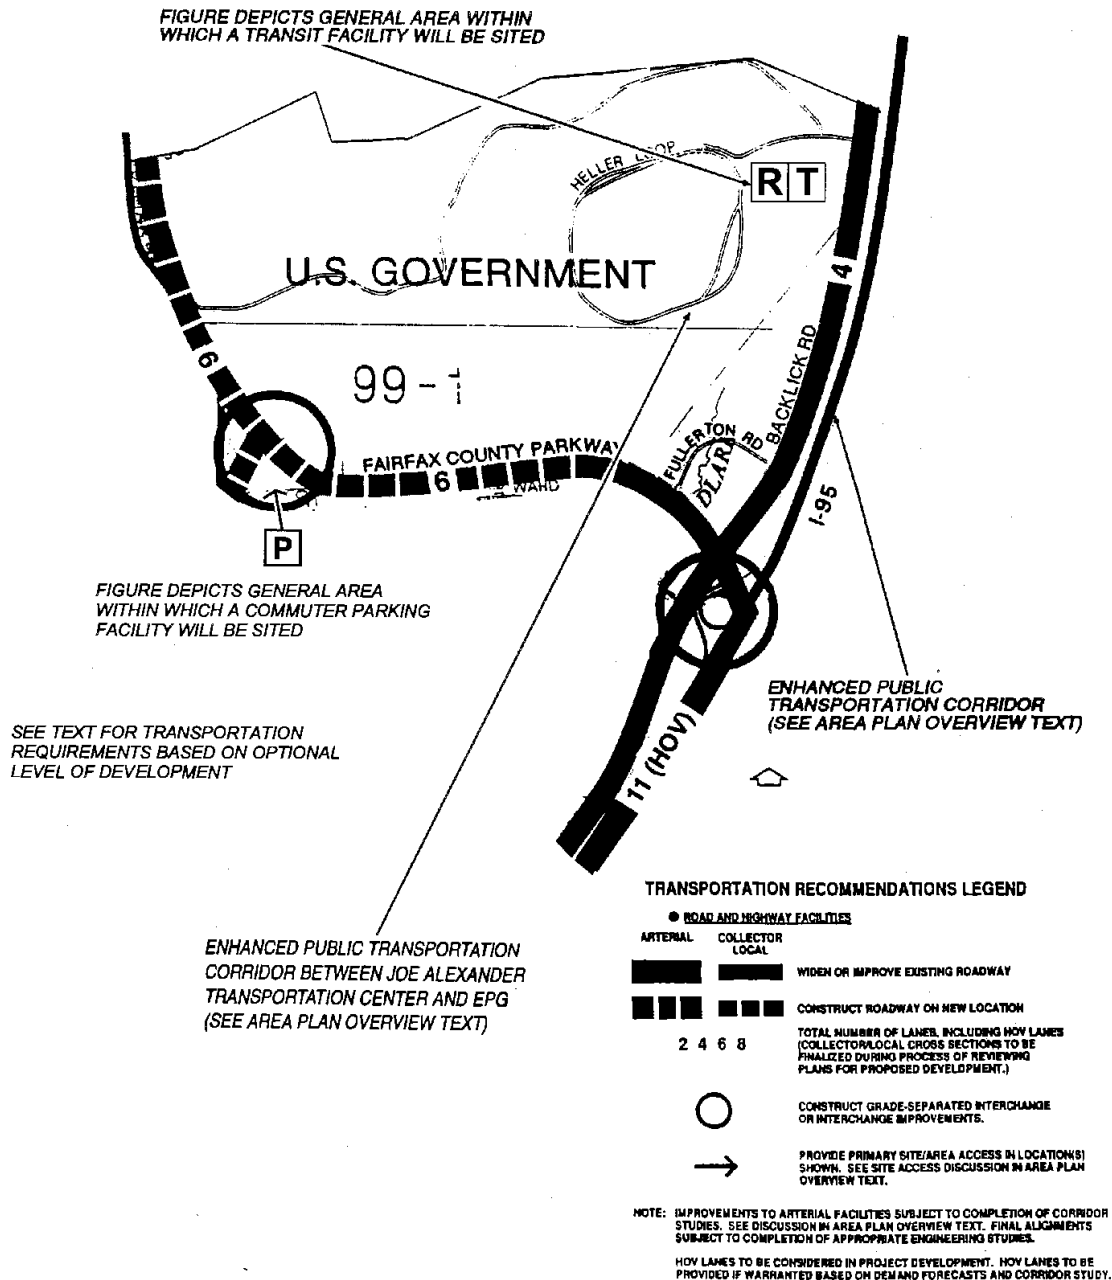 FIGURE DEPICTS GENERAL AREA WITHIN
WHICH A TRANSIT FACILITY WILL BE SITED
HELLER LOOP
R T
U.S. GOVERNMENT
4
6
99-1
BACKLICK RD
FULLERTON RD
FAIRFAX COUNTY PARKWAY
6
WARD
DLARK
I-95
P
FIGURE DEPICTS GENERAL AREA
WITHIN WHICH A COMMUTER PARKING
FACILITY WILL BE SITED
ENHANCED PUBLIC
TRANSPORTATION CORRIDOR
(SEE AREA PLAN OVERVIEW TEXT)
SEE TEXT FOR TRANSPORTATION
REQUIREMENTS BASED ON OPTIONAL
LEVEL OF DEVELOPMENT
11 (HOV)
ENHANCED PUBLIC TRANSPORTATION
CORRIDOR BETWEEN JOE ALEXANDER
TRANSPORTATION CENTER AND EPG
(SEE AREA PLAN OVERVIEW TEXT)
TRANSPORTATION RECOMMENDATIONS LEGEND
● ROAD AND HIGHWAY FACILITIES
ARTERIAL COLLECTOR
LOCAL
WIDEN OR IMPROVE EXISTING ROADWAY
CONSTRUCT ROADWAY ON NEW LOCATION
2 4 6 8
TOTAL NUMBER OF LANES, INCLUDING HOV LANES
(COLLECTOR/LOCAL CROSS SECTIONS TO BE
FINALIZED DURING PROCESS OF REVIEWING
PLANS FOR PROPOSED DEVELOPMENT.)
CONSTRUCT GRADE-SEPARATED INTERCHANGE
OR INTERCHANGE IMPROVEMENTS.
PROVIDE PRIMARY SITE/AREA ACCESS IN LOCATION(S)
SHOWN. SEE SITE ACCESS DISCUSSION IN AREA PLAN
OVERVIEW TEXT.
NOTE: IMPROVEMENTS TO ARTERIAL FACILITIES SUBJECT TO COMPLETION OF CORRIDOR
STUDIES. SEE DISCUSSION IN AREA PLAN OVERVIEW TEXT. FINAL ALIGNMENTS
SUBJECT TO COMPLETION OF APPROPRIATE ENGINEERING STUDIES.
HOV LANES TO BE CONSIDERED IN PROJECT DEVELOPMENT. HOV LANES TO BE
PROVIDED IF WARRANTED BASED ON DEMAND FORECASTS AND CORRIDOR STUDY.